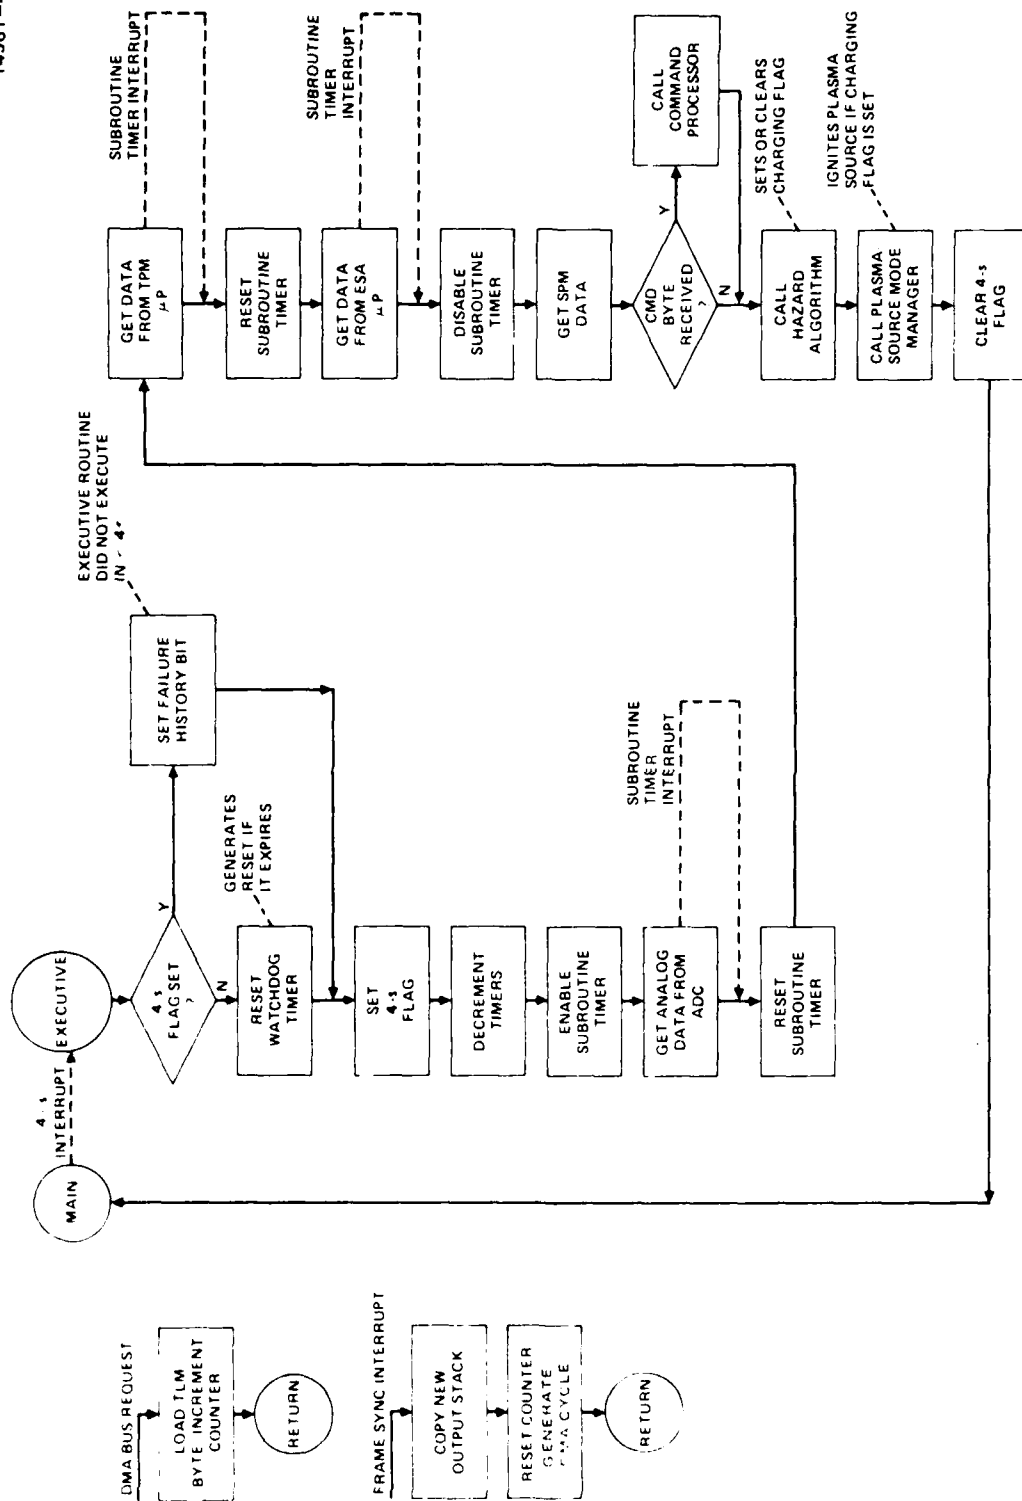 DMA BUS REQUEST
LOAD TLM
BYTE INCREMENT
COUNTER
RETURN
FRAME SYNC INTERRUPT
COPY NEW
OUTPUT STACK
RESET COUNTER
GENERATE
DMA CYCLE
RETURN
MAIN
4-s
INTERRUPT
EXECUTIVE
4-s
FLAG SET
?
Y
N
SET FAILURE
HISTORY BIT
EXECUTIVE ROUTINE
DID NOT EXECUTE
IN
RESET
WATCHDOG
TIMER
GENERATES
RESET IF
IT EXPIRES
SET
4-s
FLAG
DECREMENT
TIMERS
ENABLE
SUBROUTINE
TIMER
GET ANALOG
DATA FROM
ADC
SUBROUTINE
TIMER
INTERRUPT
RESET
SUBROUTINE
TIMER
GET DATA
FROM TPM
μP
SUBROUTINE
TIMER INTERRUPT
RESET
SUBROUTINE
TIMER
GET DATA
FROM ESA
μP
SUBROUTINE
TIMER
INTERRUPT
DISABLE
SUBROUTINE
TIMER
GET SPM
DATA
CMD
BYTE
RECEIVED
?
Y
N
CALL
COMMAND
PROCESSOR
CALL
HAZARD
ALGORITHM
SETS OR CLEARS
CHARGING FLAG
CALL PLASMA
SOURCE MODE
MANAGER
IGNITES PLASMA
SOURCE IF CHARGING
FLAG IS SET
CLEAR 4-s
FLAG